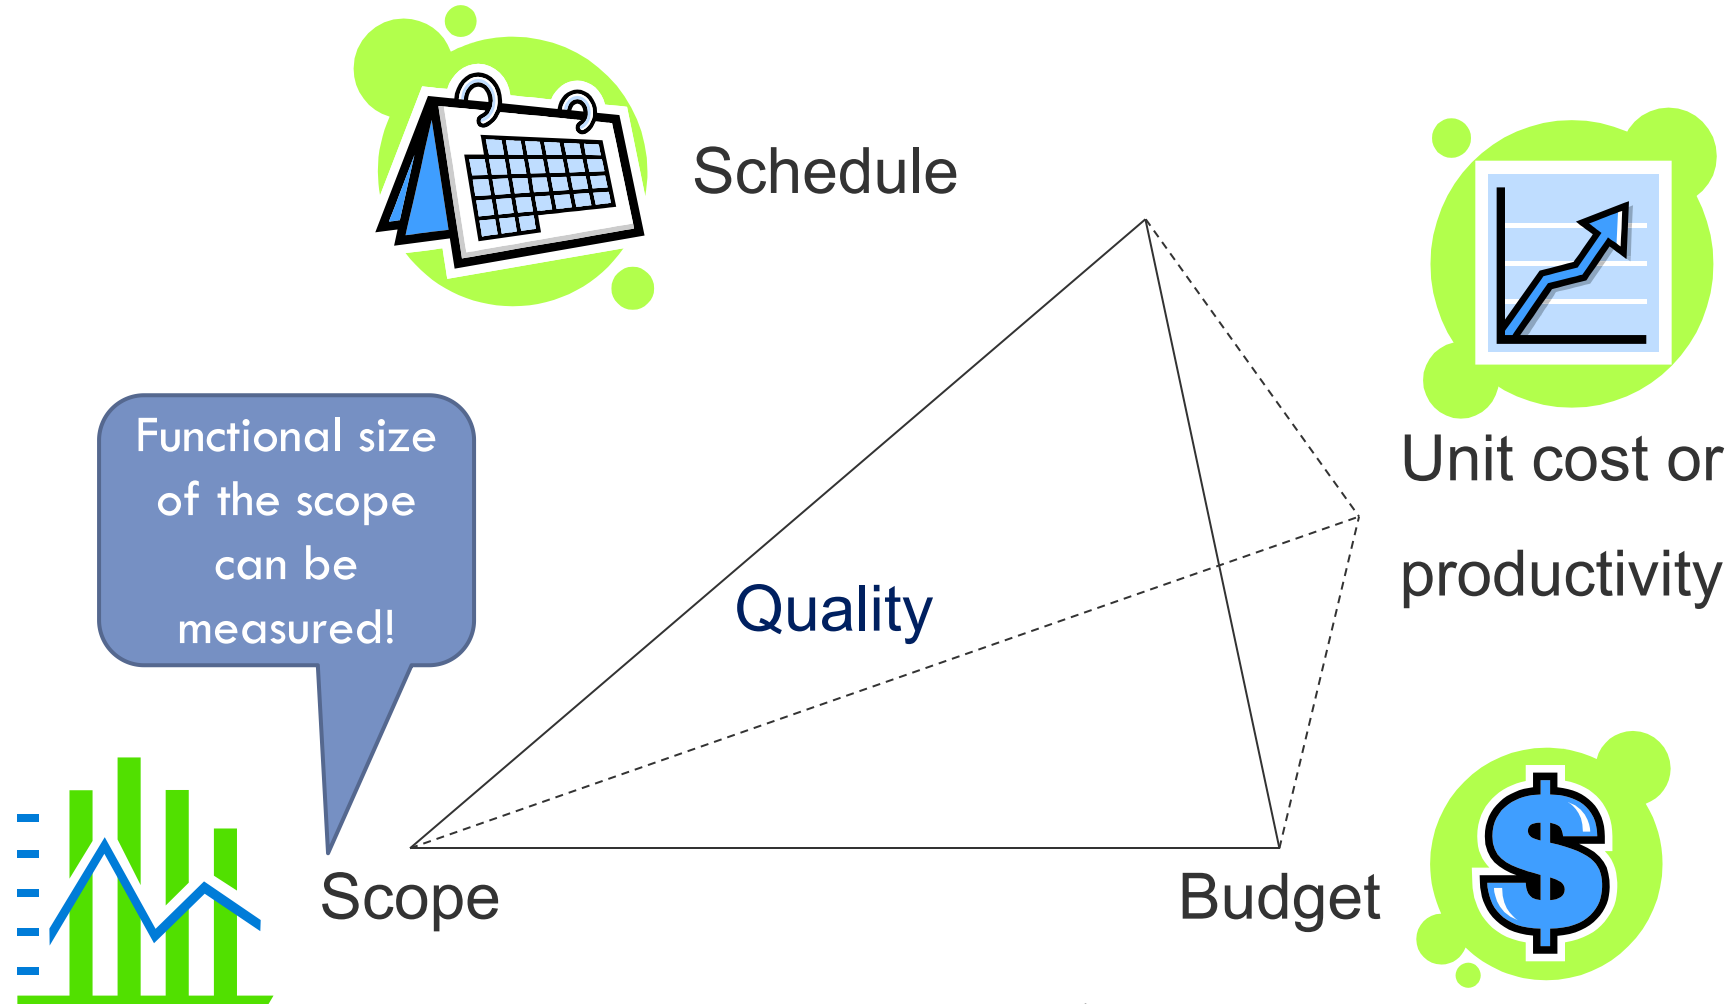 Schedule
Unit cost or
productivity
Functional size
of the scope
can be
measured!
Quality
Scope
Budget